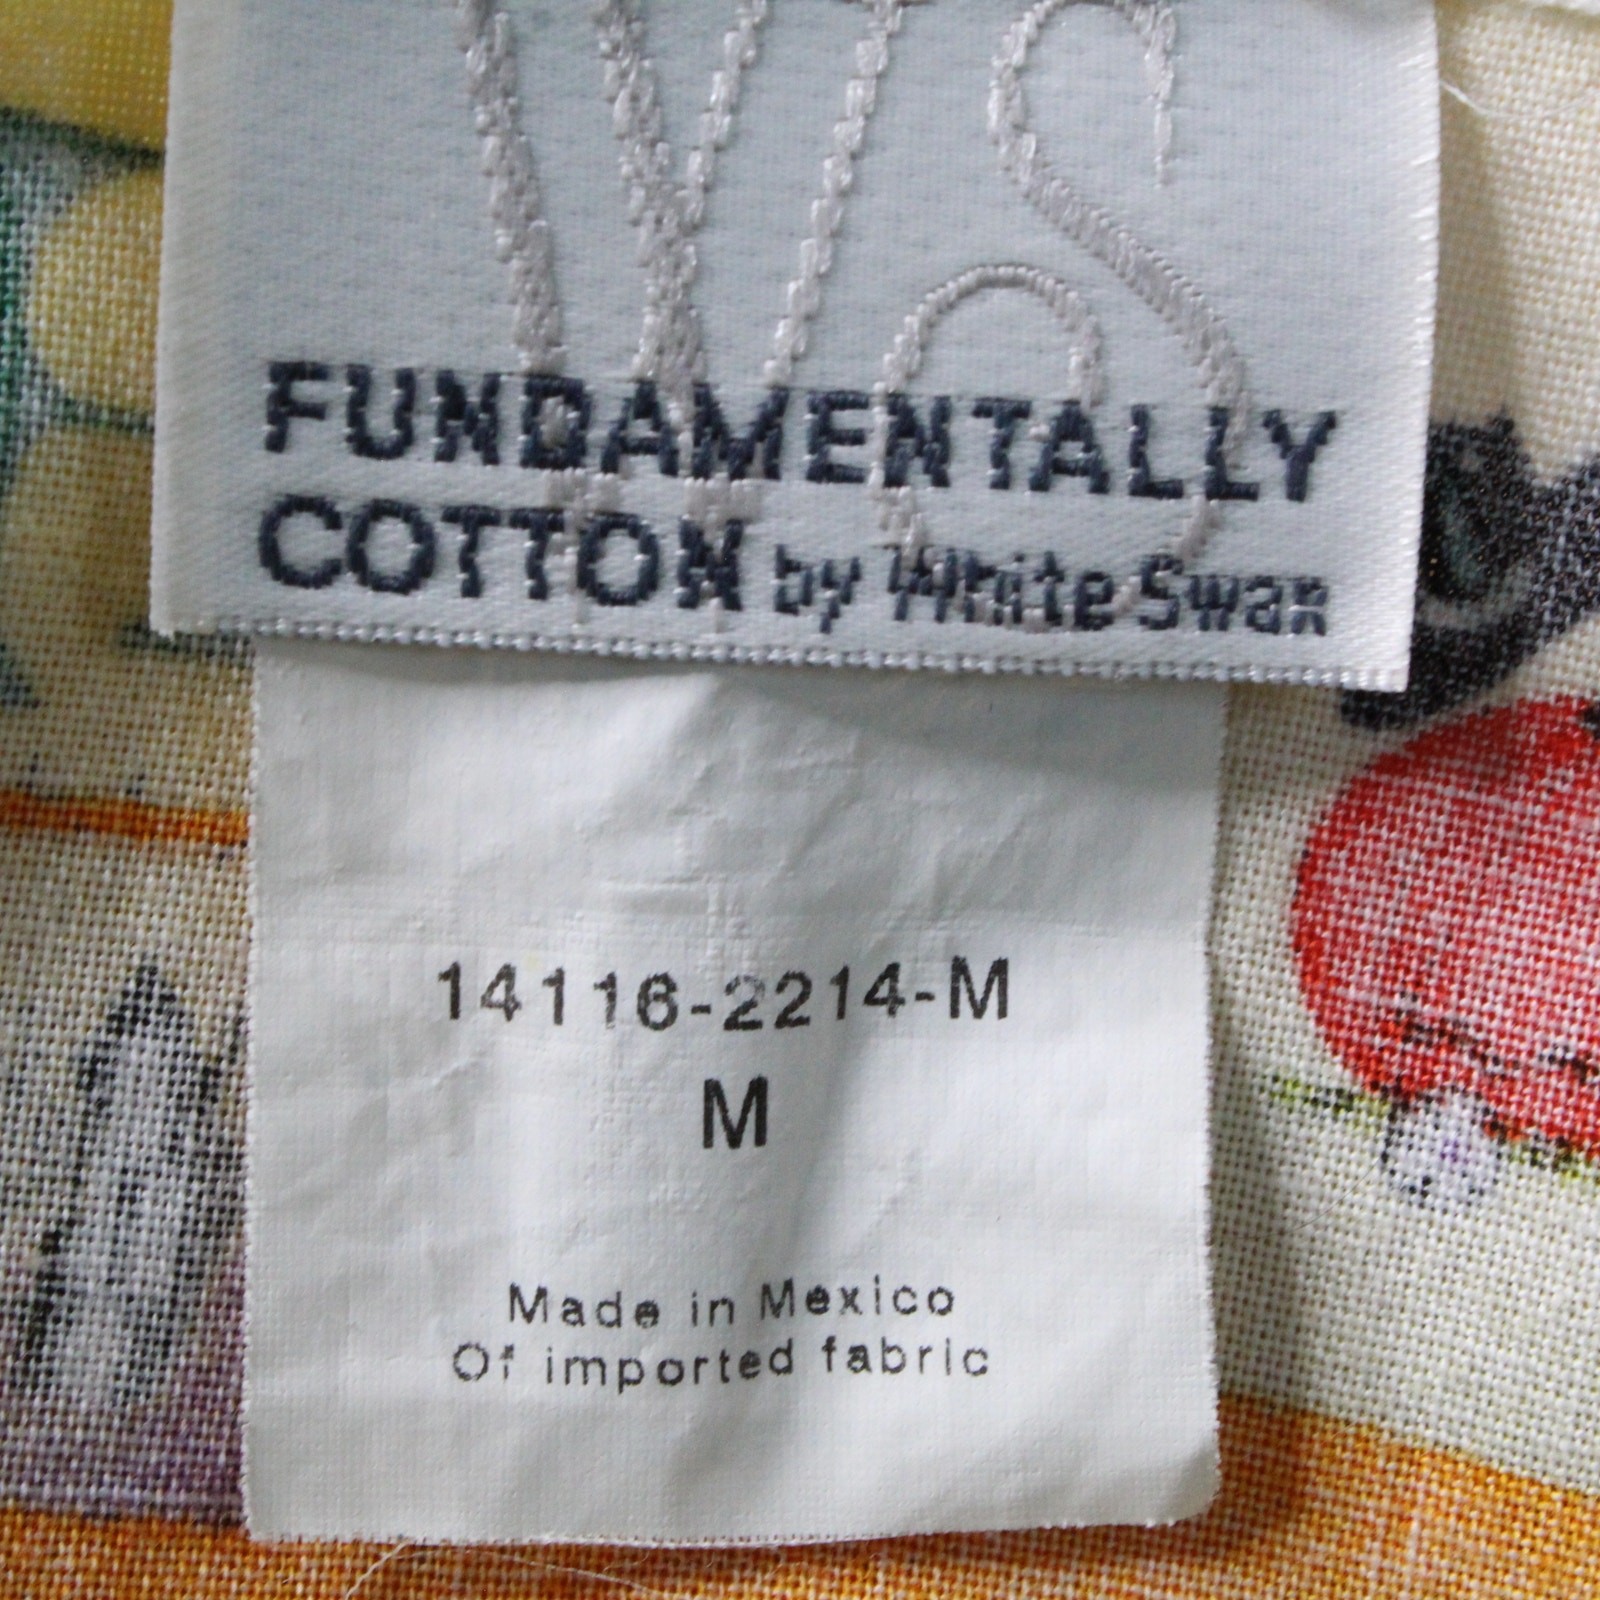 WS
FUNDAMENTALLY
COTTON by White Swan
14116-2214-M
M
Made in Mexico
Of imported fabric